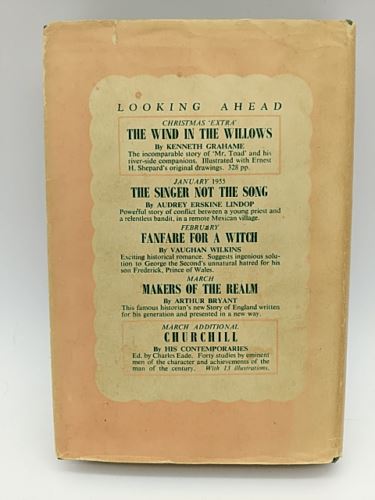 LOOKING AHEAD
CHRISTMAS 'EXTRA'
THE WIND IN THE WILLOWS
By KENNETH GRAHAME
The incomparable story of 'Mr. Toad' and his
river-side companions. Illustrated with Ernest
H. Shepard's original drawings. 328 pp.
JANUARY 1955
THE SINGER NOT THE SONG
By AUDREY ERSKINE LINDOP
Powerful story of conflict between a young priest and
a relentless bandit, in a remote Mexican village.
FEBRUARY
FANFARE FOR A WITCH
By VAUGHAN WILKINS
Exciting historical romance. Suggests ingenious solu-
tion to George the Second's unnatural hatred for his
son Frederick, Prince of Wales.
MARCH
MAKERS OF THE REALM
By ARTHUR BRYANT
This famous historian's new Story of England written
for his generation and presented in a new way.
MARCH ADDITIONAL
CHURCHILL
By HIS CONTEMPORARIES
Ed. by Charles Eade. Forty studies by eminent
men of the character and achievements of the
man of the century. With 13 illustrations.